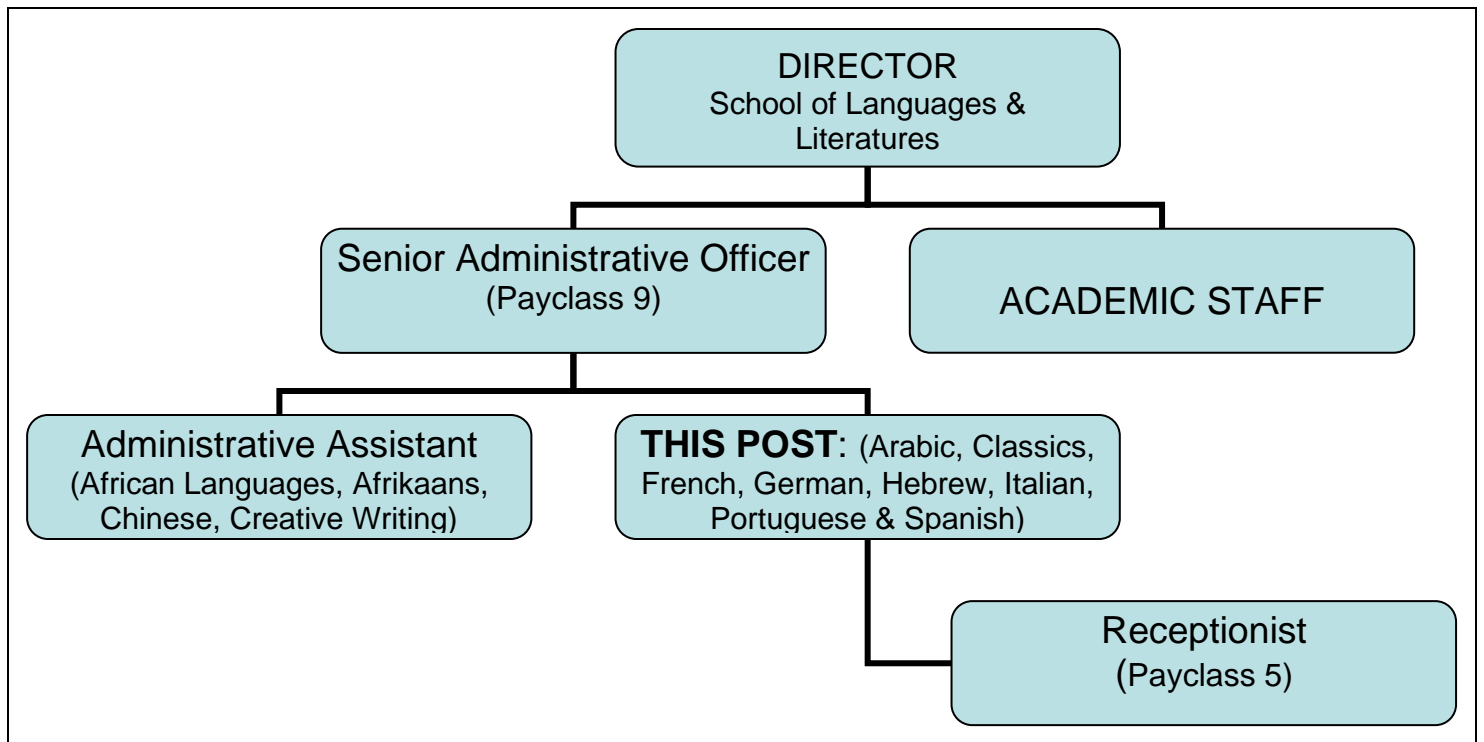 DIRECTOR
School of Languages &
Literatures
Senior Administrative Officer
(Payclass 9)
ACADEMIC STAFF
Administrative Assistant
(African Languages, Afrikaans,
Chinese, Creative Writing)
THIS POST: (Arabic, Classics,
French, German, Hebrew, Italian,
Portuguese & Spanish)
Receptionist
(Payclass 5)